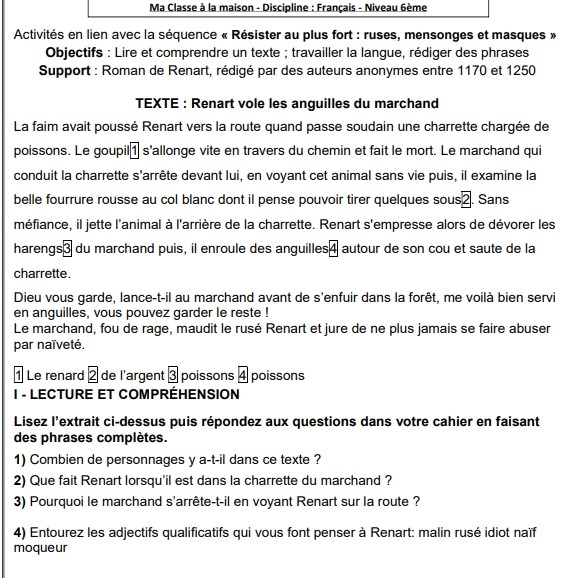 Ma Classe à la maison - Discipline : Français - Niveau 6ème
Activités en lien avec la séquence « Résister au plus fort : ruses, mensonges et masques »
Objectifs : Lire et comprendre un texte ; travailler la langue, rédiger des phrases
Support : Roman de Renart, rédigé par des auteurs anonymes entre 1170 et 1250
TEXTE : Renart vole les anguilles du marchand
La faim avait poussé Renart vers la route quand passe soudain une charrette chargée de
poissons. Le goupil1 s'allonge vite en travers du chemin et fait le mort. Le marchand qui
conduit la charrette s'arrête devant lui, en voyant cet animal sans vie puis, il examine la
belle fourrure rousse au col blanc dont il pense pouvoir tirer quelques sous2. Sans
méfiance, il jette l'animal à l'arrière de la charrette. Renart s'empresse alors de dévorer les
harengs3 du marchand puis, il enroule des anguilles4 autour de son cou et saute de la
charrette.
Dieu vous garde, lance-t-il au marchand avant de s'enfuir dans la forêt, me voilà bien servi
en anguilles, vous pouvez garder le reste !
Le marchand, fou de rage, maudit le rusé Renart et jure de ne plus jamais se faire abuser
par naïveté.
1 Le renard 2 de l'argent 3 poissons 4 poissons
I - LECTURE ET COMPRÉHENSION
Lisez l'extrait ci-dessus puis répondez aux questions dans votre cahier en faisant
des phrases complètes.
1) Combien de personnages y a-t-il dans ce texte ?
2) Que fait Renart lorsqu'il est dans la charrette du marchand ?
3) Pourquoi le marchand s'arrête-t-il en voyant Renart sur la route ?
4) Entourez les adjectifs qualificatifs qui vous font penser à Renart: malin rusé idiot naïf
moqueur